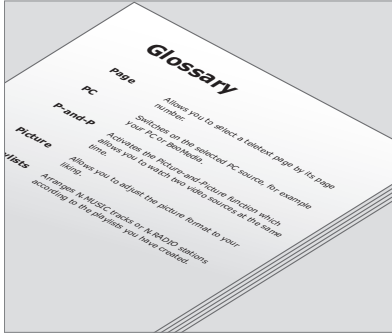 Glossary
Page
Allows you to select a teletext page by its page
number.
PC
Switches on the selected PC source, for example
your PC or
P-and-P
Activates the Picture-and-Picture function which
allows you to watch two video sources at the same
time.
Picture
Allows you to adjust the picture format to your
liking.
Arranges N.MUSIC tracks or N.RADIO stations
according to the playlists you have created.